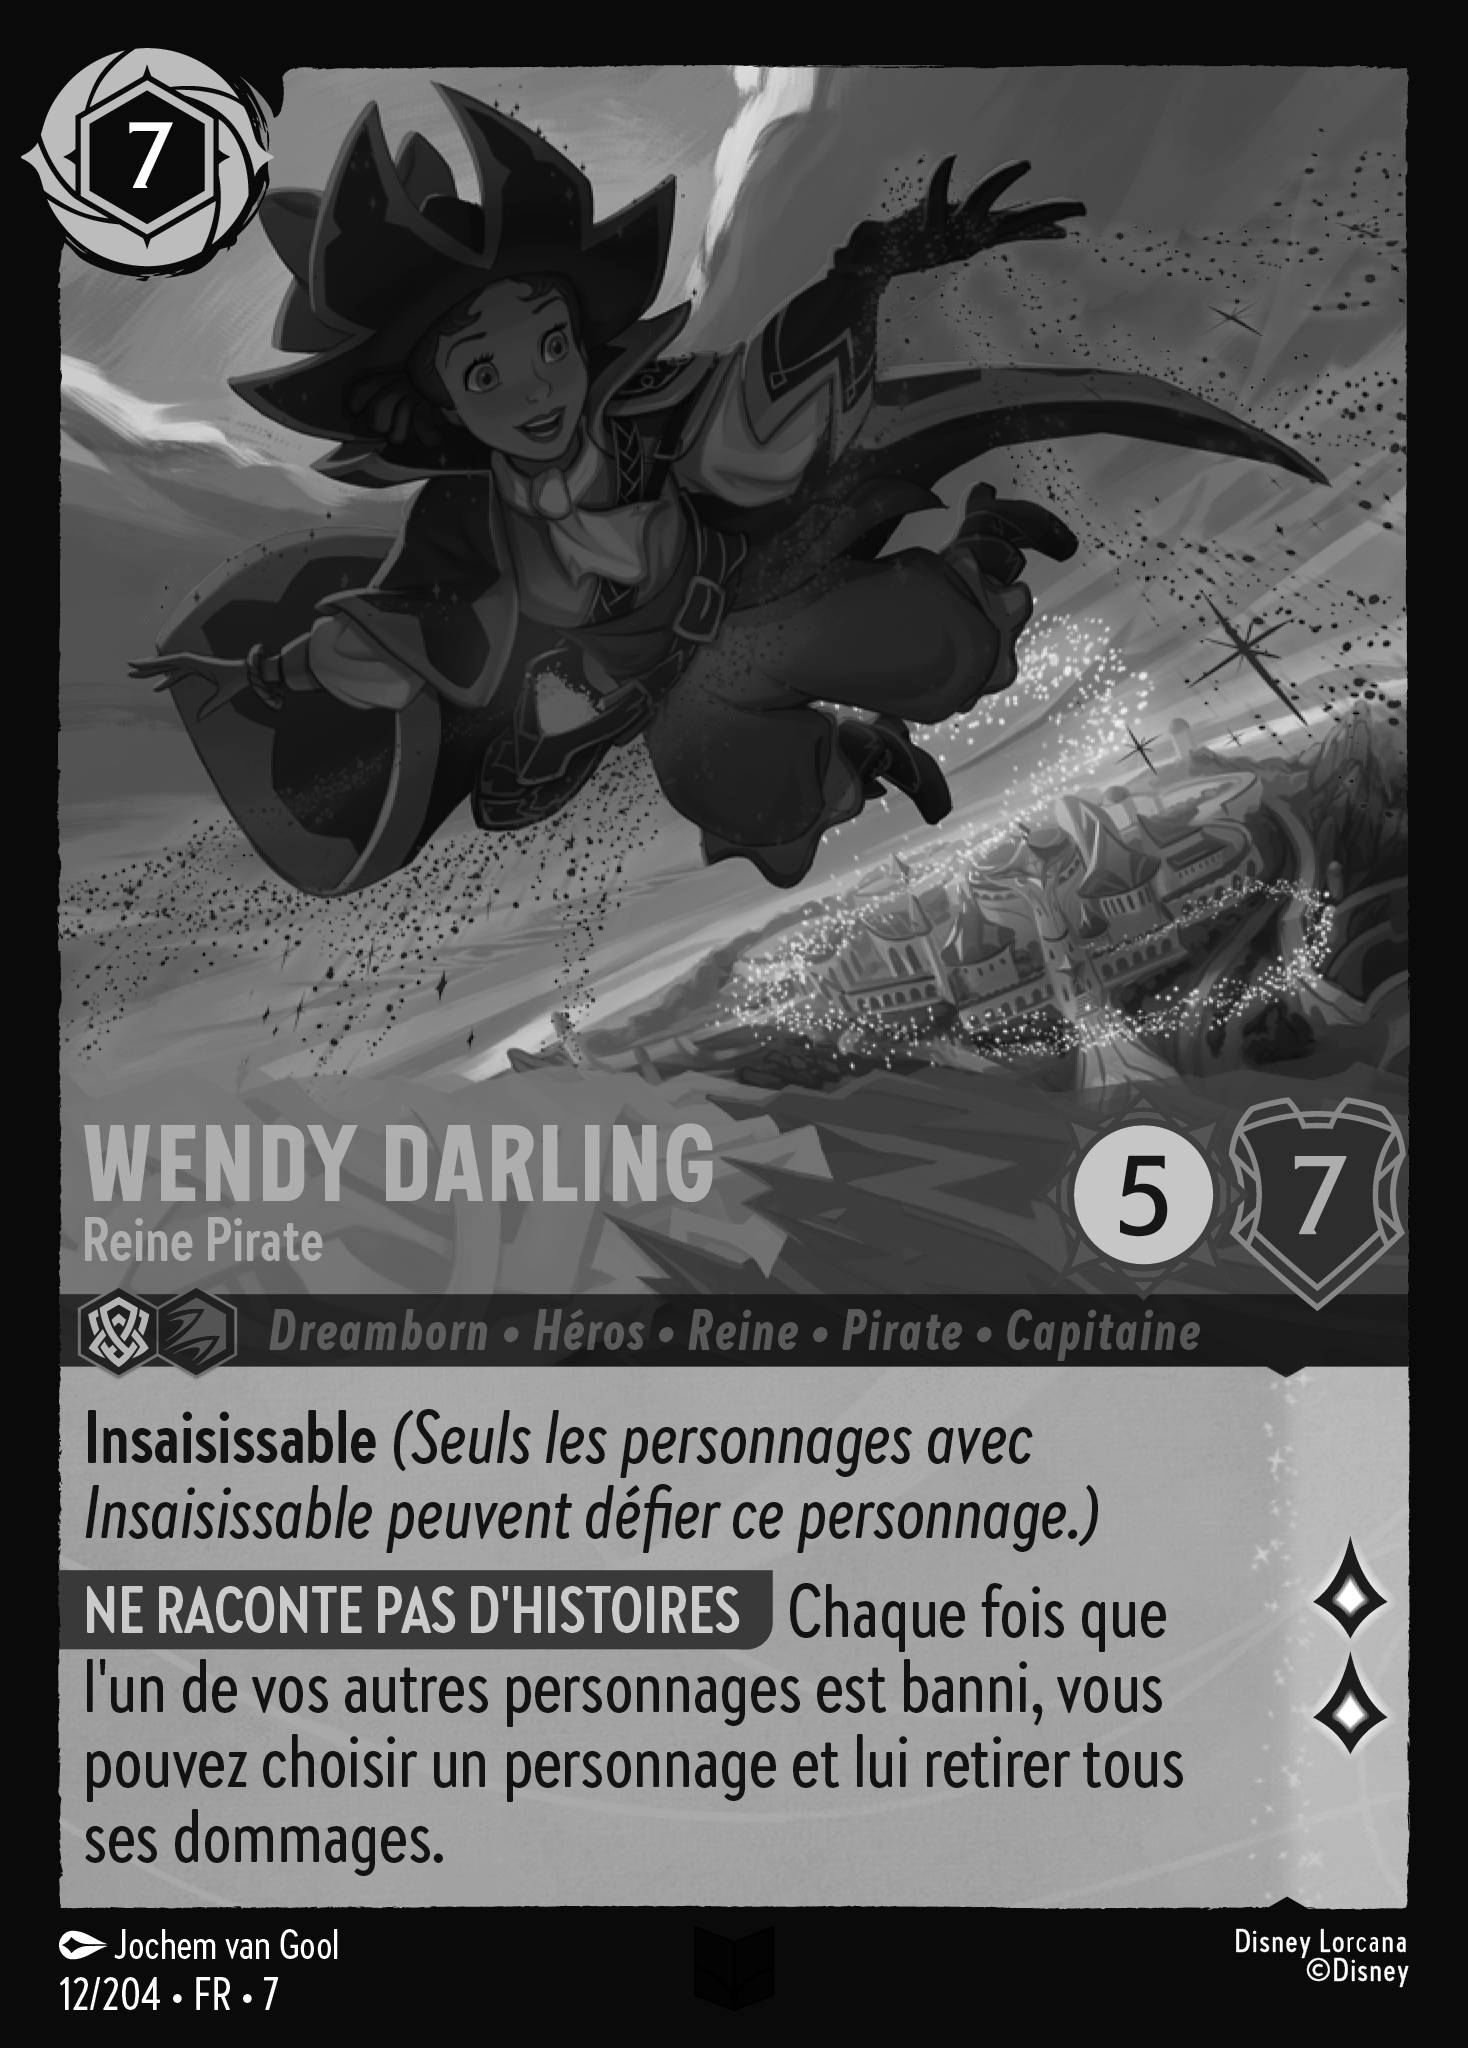 7
WENDY DARLING
Reine Pirate
5
7
Dreamborn • Héros • Reine • Pirate • Capitaine
Insaisissable (Seuls les personnages avec
Insaisissable peuvent défier ce personnage.)
NE RACONTE PAS D'HISTOIRES Chaque fois que
l'un de vos autres personnages est banni, vous
pouvez choisir un personnage et lui retirer tous
ses dommages.
Jochem van Gool
12/204 • FR • 7
Disney Lorcana
©Disney